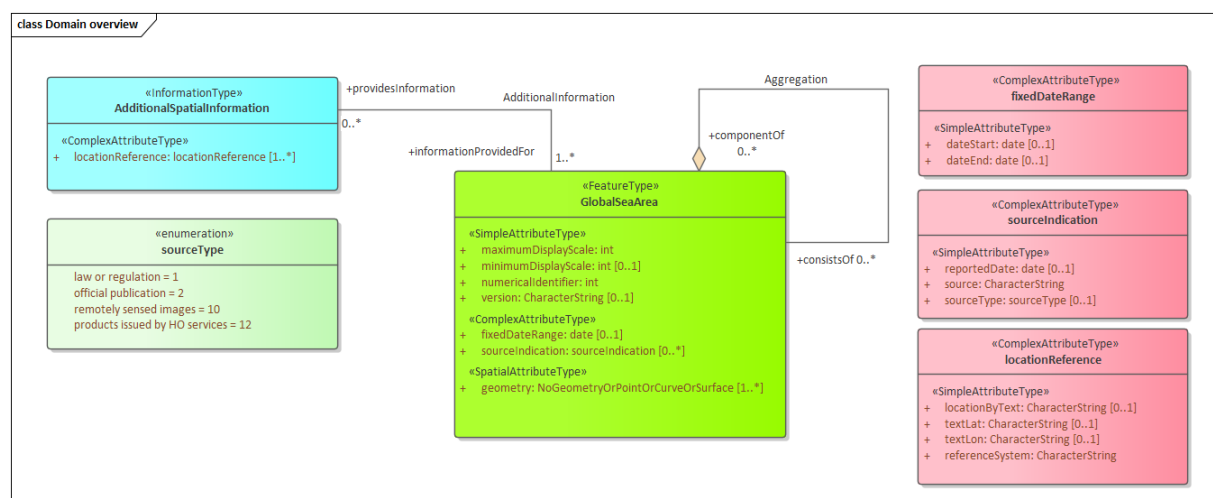 class Domain overview
«InformationType»
AdditionalSpatialInformation
«ComplexAttributeType»
+ locationReference: locationReference [1..*]
+providesInformation
0..*
AdditionalInformation
+informationProvidedFor
1..*
Aggregation
+componentOf
0..*
+consistsOf 0..*
«enumeration»
sourceType
law or regulation = 1
official publication = 2
remotely sensed images = 10
products issued by HO services = 12
«FeatureType»
GlobalSeaArea
«SimpleAttributeType»
+ maximumDisplayScale: int
+ minimumDisplayScale: int [0..1]
+ numericalIdentifier: int
+ version: CharacterString [0..1]
«ComplexAttributeType»
+ fixedDateRange: date [0..1]
+ sourceIndication: sourceIndication [0..*]
«SpatialAttributeType»
+ geometry: NoGeometryOrPointOrCurveOrSurface [1..*]
«ComplexAttributeType»
fixedDateRange
«SimpleAttributeType»
+ dateStart: date [0..1]
+ dateEnd: date [0..1]
«ComplexAttributeType»
sourceIndication
«SimpleAttributeType»
+ reportedDate: date [0..1]
+ source: CharacterString
+ sourceType: sourceType [0..1]
«ComplexAttributeType»
locationReference
«SimpleAttributeType»
+ locationByText: CharacterString [0..1]
+ textLat: CharacterString [0..1]
+ textLon: CharacterString [0..1]
+ referenceSystem: CharacterString